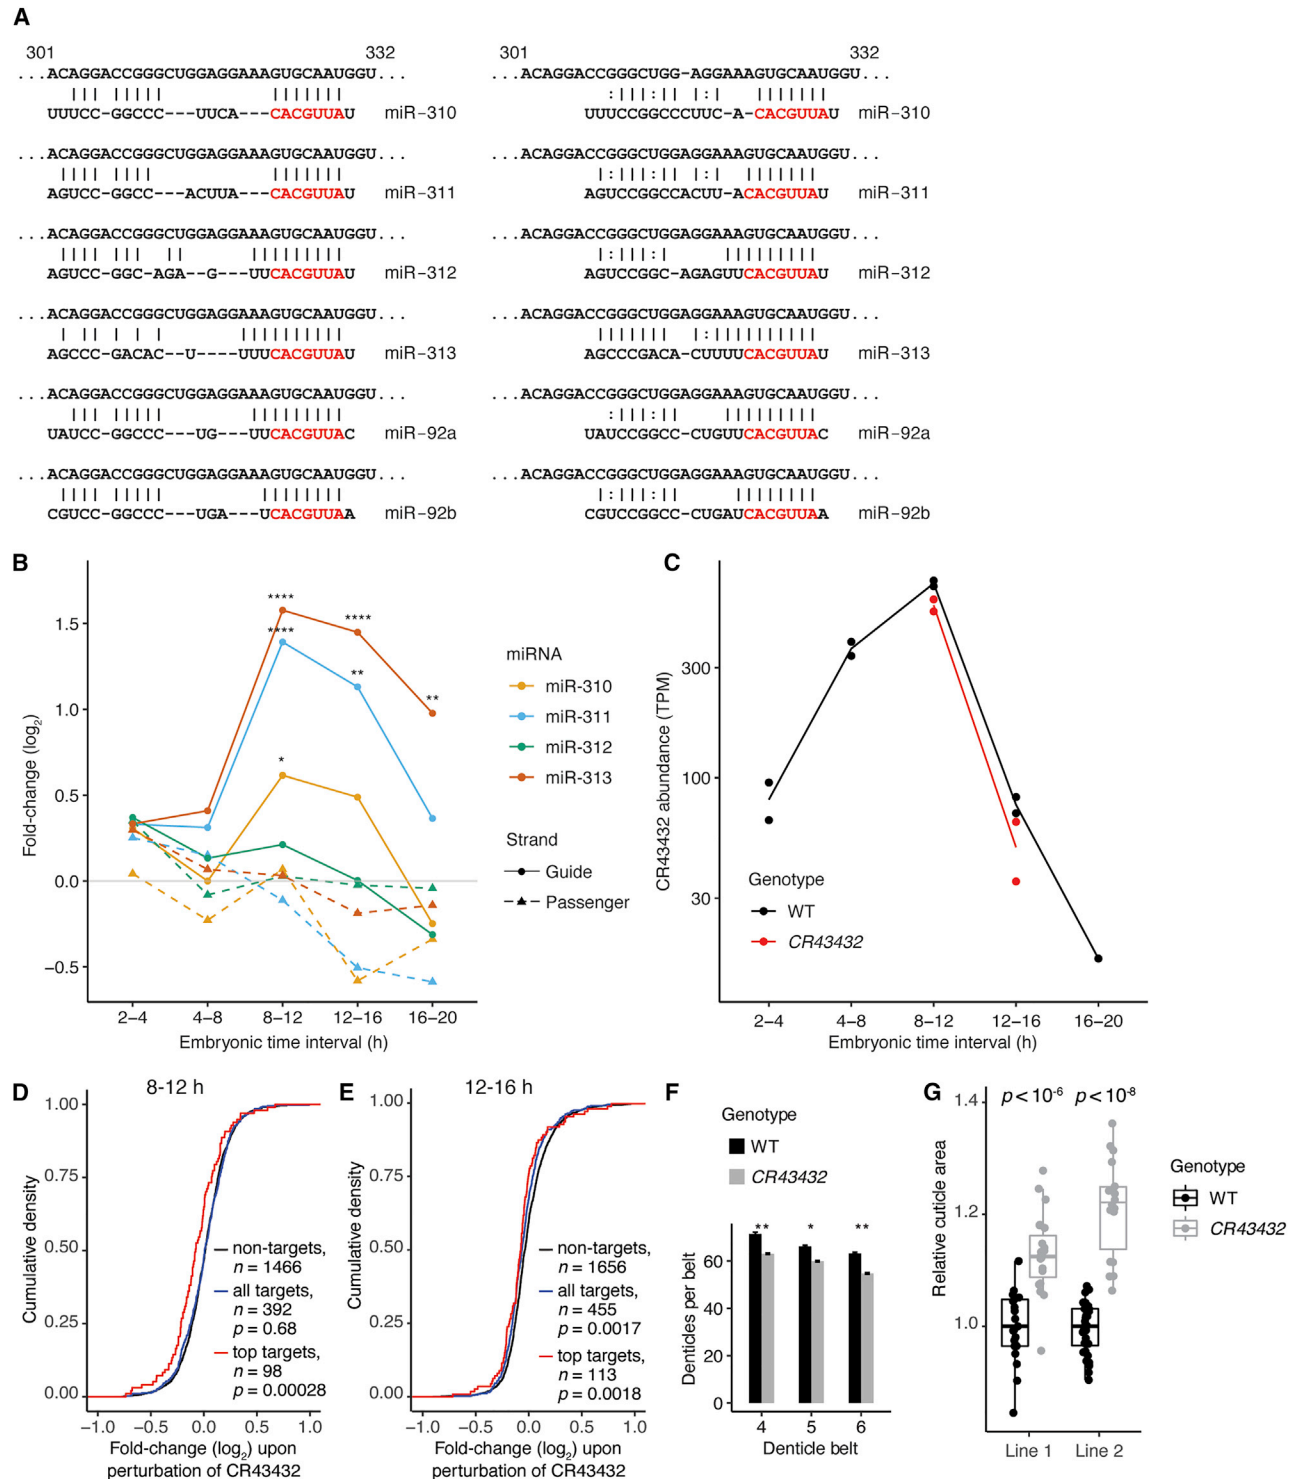 A
301 332
...ACAGGACCGGGCUGGAGGAAAGUGCAAUGGU...
UUUCC-GGCCC---UUCA---CACGUUAU miR-310
...ACAGGACCGGGCUGGAGGAAAGUGCAAUGGU...
AGUCC-GGCC---ACUUA---CACGUUAU miR-311
...ACAGGACCGGGCUGGAGGAAAGUGCAAUGGU...
AGUCC-GGC-AGA--G---UUCACGUUAU miR-312
...ACAGGACCGGGCUGGAGGAAAGUGCAAUGGU...
AGCCC-GACAC--U----UUUCACGUUAU miR-313
...ACAGGACCGGGCUGGAGGAAAGUGCAAUGGU...
UAUCC-GGCCC---UG---UUCACGUUAC miR-92a
...ACAGGACCGGGCUGGAGGAAAGUGCAAUGGU...
CGUCC-GGCCC---UGA---UCACGUUAA miR-92b
301 332
...ACAGGACCGGGCUGG-AGGAAAGUGCAAUGGU...
UUUCCGGCCCUUC-A-CACGUUAU miR-310
...ACAGGACCGGGCUGGAGGAAAGUGCAAUGGU...
AGUCCGGCCACUU-ACACGUUAU miR-311
...ACAGGACCGGGCUGGAGGAAAGUGCAAUGGU...
AGUCCGGC-AGAGUUCACGUUAU miR-312
...ACAGGACCGGGCUGGAGGAAAGUGCAAUGGU...
AGCCCGACA-CUUUUCACGUUAU miR-313
...ACAGGACCGGGCUGGAGGAAAGUGCAAUGGU...
UAUCCGGCC-CUGUUCACGUUAC miR-92a
...ACAGGACCGGGCUGGAGGAAAGUGCAAUGGU...
CGUCCGGCC-CUGAUCACGUUAA miR-92b
B
Fold-change (log2)
1.5
1.0
0.5
0.0
−0.5
****
****
****
**
**
*
2–4 4–8 8–12 12–16 16–20
Embryonic time interval (h)
miRNA
miR-310
miR-311
miR-312
miR-313
Strand
Guide
Passenger
C
CR43432 abundance (TPM)
300
100
30
Genotype
WT
CR43432
2–4 4–8 8–12 12–16 16–20
Embryonic time interval (h)
D
8-12 h
Cumulative density
1.00
0.75
0.50
0.25
0.00
non-targets,
n = 1466
all targets,
n = 392
p = 0.68
top targets,
n = 98
p = 0.00028
−1.0 −0.5 0.0 0.5 1.0
Fold-change (log2) upon
perturbation of CR43432
E
12-16 h
Cumulative density
1.00
0.75
0.50
0.25
0.00
non-targets,
n = 1656
all targets,
n = 455
p = 0.0017
top targets,
n = 113
p = 0.0018
−1.0 −0.5 0.0 0.5 1.0
Fold-change (log2) upon
perturbation of CR43432
F
Genotype
WT
CR43432
** * **
Denticles per belt
60
40
20
0
4 5 6
Denticle belt
G
Relative cuticle area
1.4
1.2
1.0
p < 10-6 p < 10-8
Line 1 Line 2
Genotype
WT
CR43432